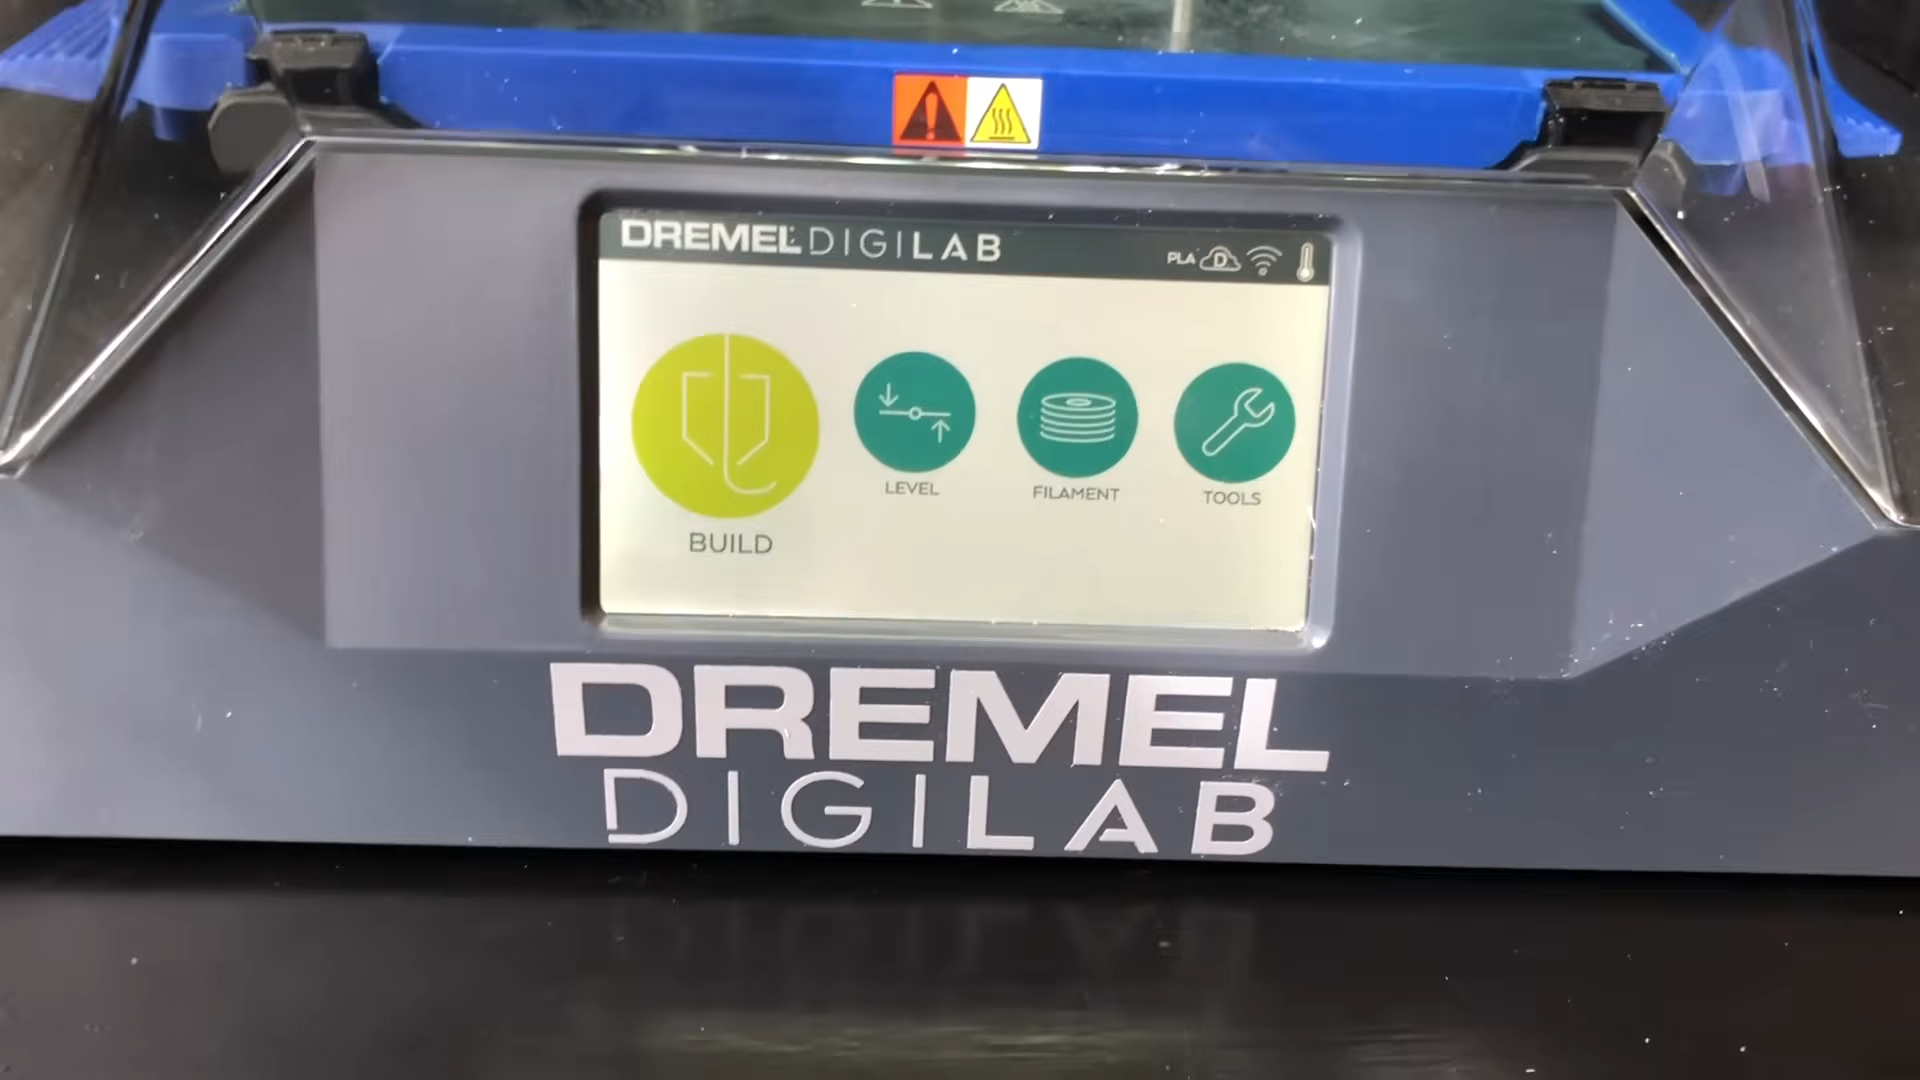 DREMEL DIGILAB
PLA D
BUILD
LEVEL
FILAMENT
TOOLS
DREMEL
DIGILAB